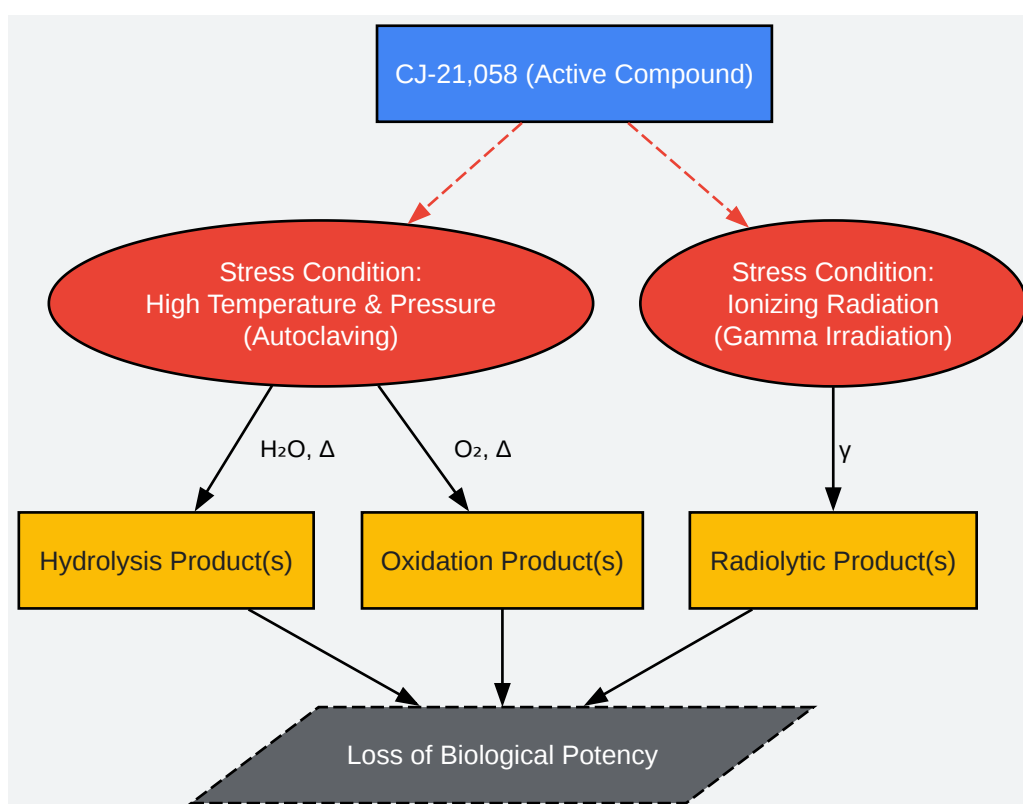 CJ-21,058 (Active Compound)
Stress Condition:
High Temperature & Pressure
(Autoclaving)
Stress Condition:
Ionizing Radiation
(Gamma Irradiation)
H₂O, Δ
O₂, Δ
γ
Hydrolysis Product(s)
Oxidation Product(s)
Radiolytic Product(s)
Loss of Biological Potency